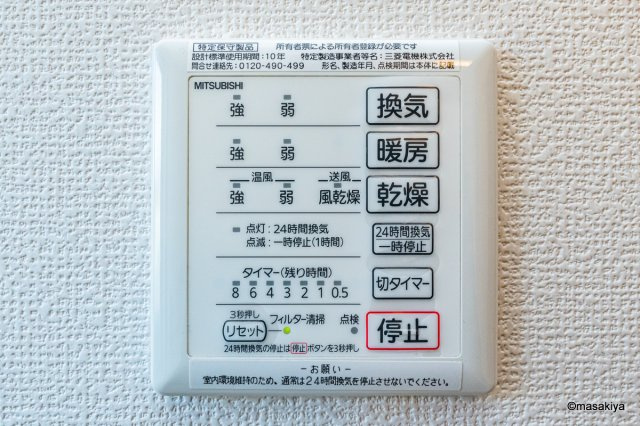 特定保守製品 所有者票による所有者登録が必要です
設計標準使用期間:10年 特定製造事業者等名:三菱電機株式会社
問合せ連絡先:0120-490-499 形名、製造年月、点検期間は本体に記載
MITSUBISHI
強 弱 換気
強 弱 暖房
温風 送風
強 弱 風乾燥 乾燥
点灯:24時間換気
点滅:一時停止(1時間)
24時間換気
一時停止
タイマー(残り時間)
8 6 4 3 2 1 0.5
切タイマー
3秒押し
リセット フィルター清掃 点検
停止
24時間換気の停止は停止ボタンを3秒押し
-お願い-
室内環境維持のため、通常は24時間換気を停止させないでください。
©masakiya